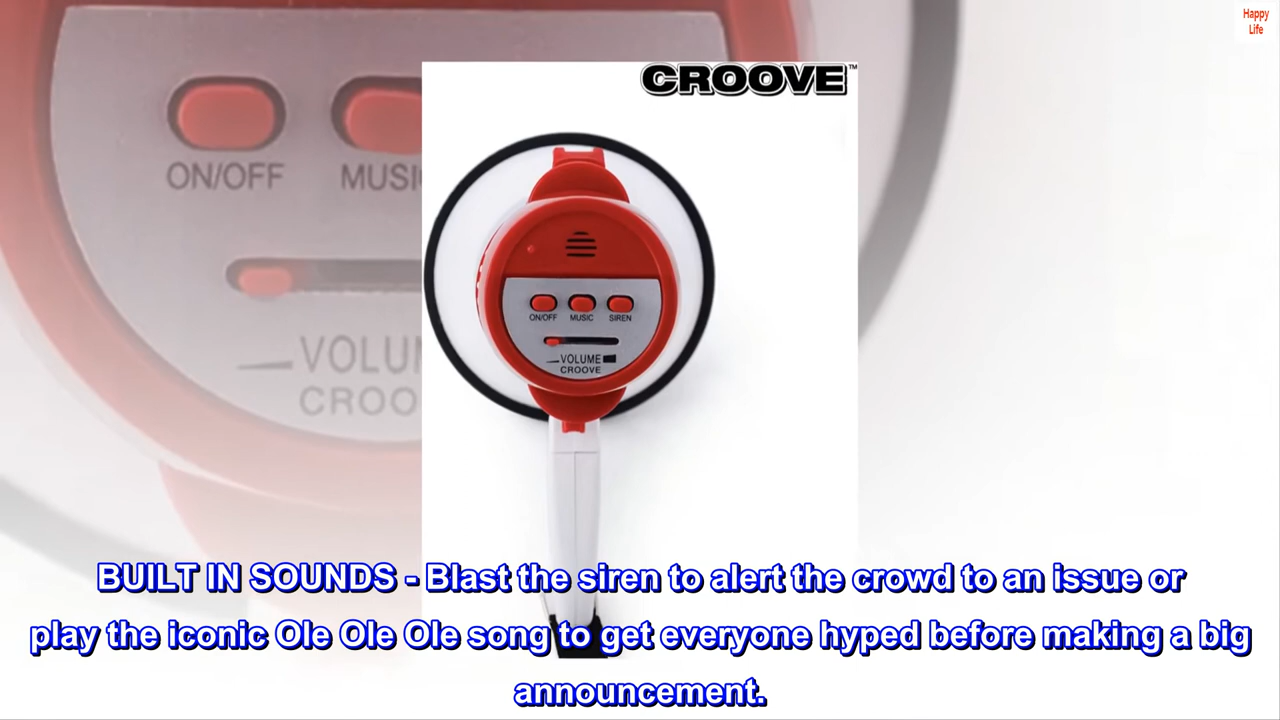 Happy
Life
CROOVE™
ON/OFF MUSI
VOLUM
CROO
ON/OFF MUSIC SIREN
VOLUME
CROOVE
BUILT IN SOUNDS - Blast the siren to alert the crowd to an issue or
play the iconic Ole Ole Ole song to get everyone hyped before making a big
announcement.